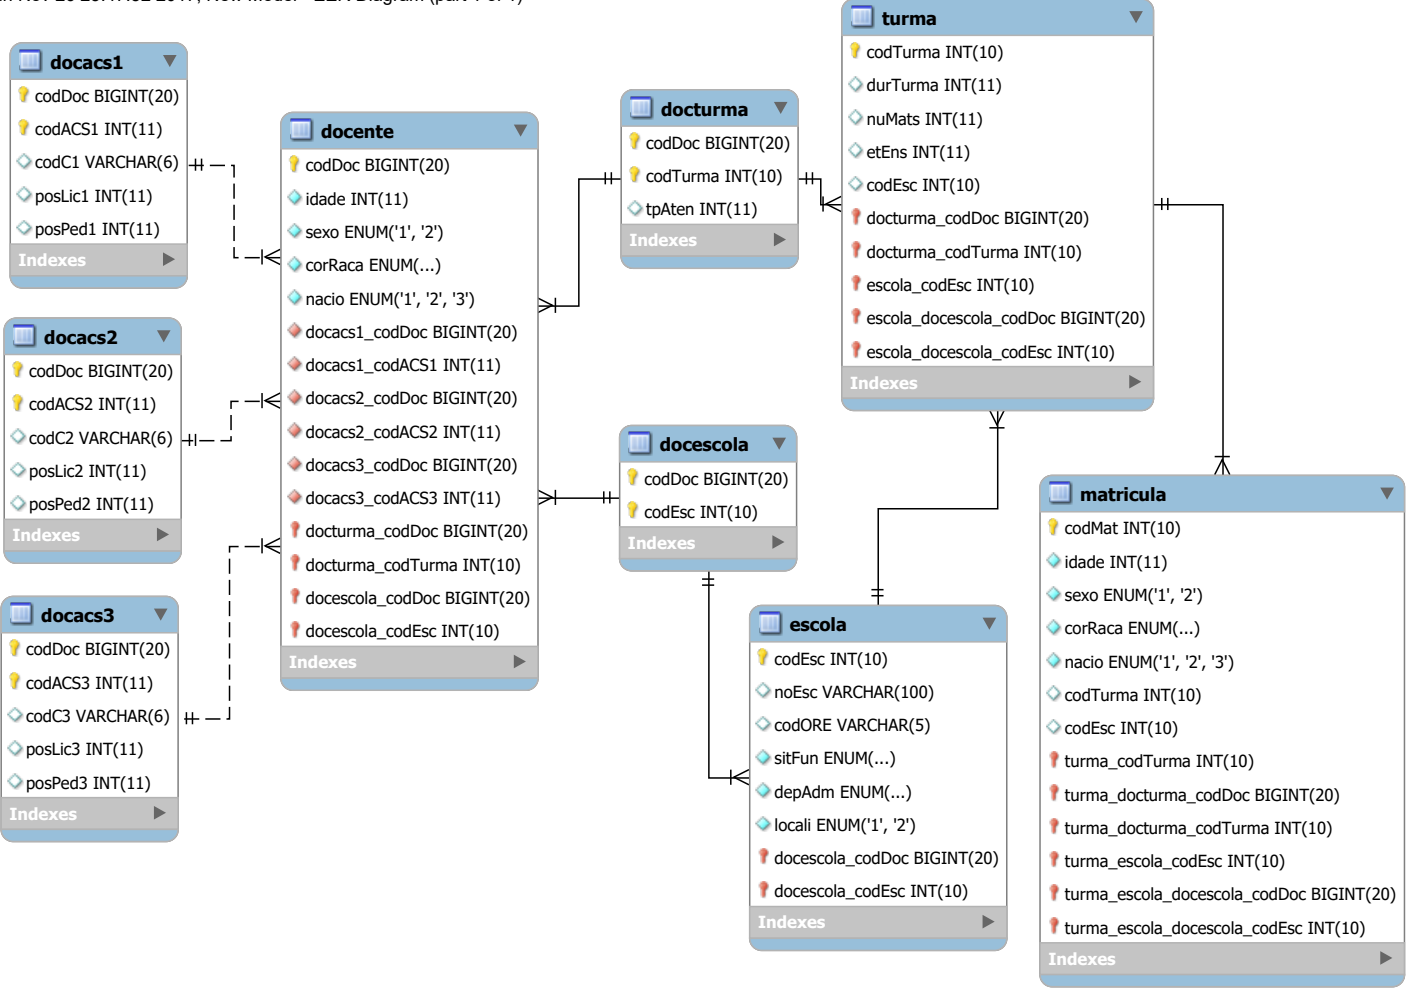 docacs1
codDoc BIGINT(20)
codACS1 INT(11)
codC1 VARCHAR(6)
posLic1 INT(11)
posPed1 INT(11)
Indexes
docacs2
codDoc BIGINT(20)
codACS2 INT(11)
codC2 VARCHAR(6)
posLic2 INT(11)
posPed2 INT(11)
Indexes
docacs3
codDoc BIGINT(20)
codACS3 INT(11)
codC3 VARCHAR(6)
posLic3 INT(11)
posPed3 INT(11)
Indexes
docente
codDoc BIGINT(20)
idade INT(11)
sexo ENUM('1', '2')
corRaca ENUM(...)
nacio ENUM('1', '2', '3')
docacs1_codDoc BIGINT(20)
docacs1_codACS1 INT(11)
docacs2_codDoc BIGINT(20)
docacs2_codACS2 INT(11)
docacs3_codDoc BIGINT(20)
docacs3_codACS3 INT(11)
docturma_codDoc BIGINT(20)
docturma_codTurma INT(10)
docescola_codDoc BIGINT(20)
docescola_codEsc INT(10)
Indexes
docturma
codDoc BIGINT(20)
codTurma INT(10)
tpAten INT(11)
Indexes
docescola
codDoc BIGINT(20)
codEsc INT(10)
Indexes
turma
codTurma INT(10)
durTurma INT(11)
nuMats INT(11)
etEns INT(11)
codEsc INT(10)
docturma_codDoc BIGINT(20)
docturma_codTurma INT(10)
escola_codEsc INT(10)
escola_docescola_codDoc BIGINT(20)
escola_docescola_codEsc INT(10)
Indexes
escola
codEsc INT(10)
noEsc VARCHAR(100)
codORE VARCHAR(5)
sitFun ENUM(...)
depAdm ENUM(...)
locali ENUM('1', '2')
docescola_codDoc BIGINT(20)
docescola_codEsc INT(10)
Indexes
matricula
codMat INT(10)
idade INT(11)
sexo ENUM('1', '2')
corRaca ENUM(...)
nacio ENUM('1', '2', '3')
codTurma INT(10)
codEsc INT(10)
turma_codTurma INT(10)
turma_docturma_codDoc BIGINT(20)
turma_docturma_codTurma INT(10)
turma_escola_codEsc INT(10)
turma_escola_docescola_codDoc BIGINT(20)
turma_escola_docescola_codEsc INT(10)
Indexes